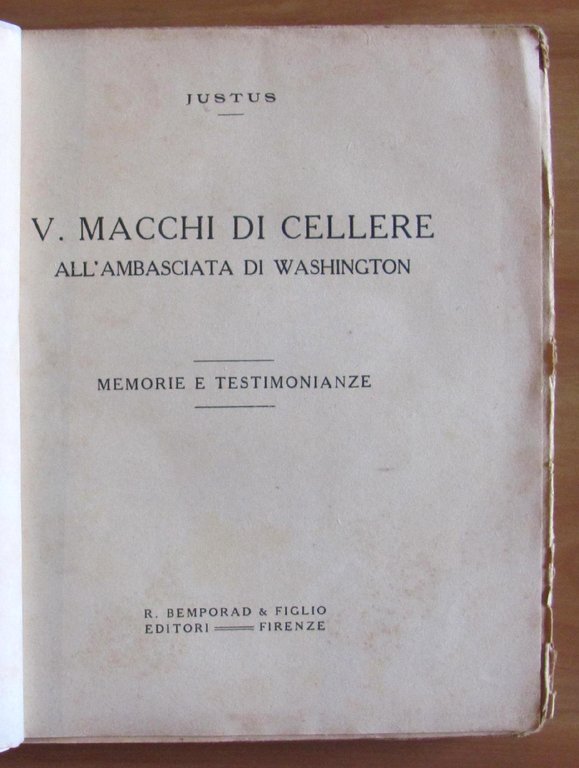 JUSTUS
V. MACCHI DI CELLERE
ALL'AMBASCIATA DI WASHINGTON
MEMORIE E TESTIMONIANZE
R. BEMPORAD & FIGLIO
EDITORI FIRENZE